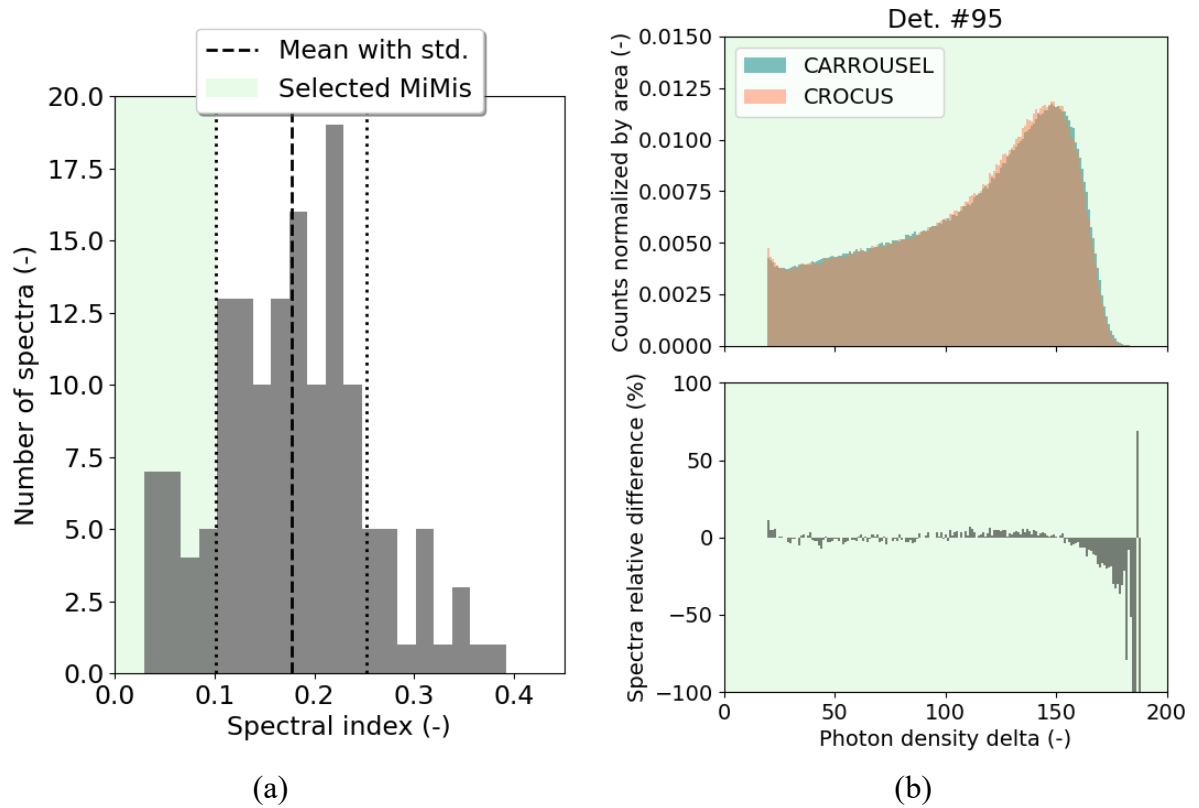 Mean with std.
Selected MiMis
20.0
17.5
15.0
12.5
10.0
7.5
5.0
2.5
0.0
Number of spectra (-)
0.0 0.1 0.2 0.3 0.4
Spectral index (-)
(a)
Det. #95
CARROUSEL
CROCUS
0.0150
0.0125
0.0100
0.0075
0.0050
0.0025
0.0000
Counts normalized by area (-)
100
50
0
−50
−100
Spectra relative difference (%)
0 50 100 150 200
Photon density delta (-)
(b)